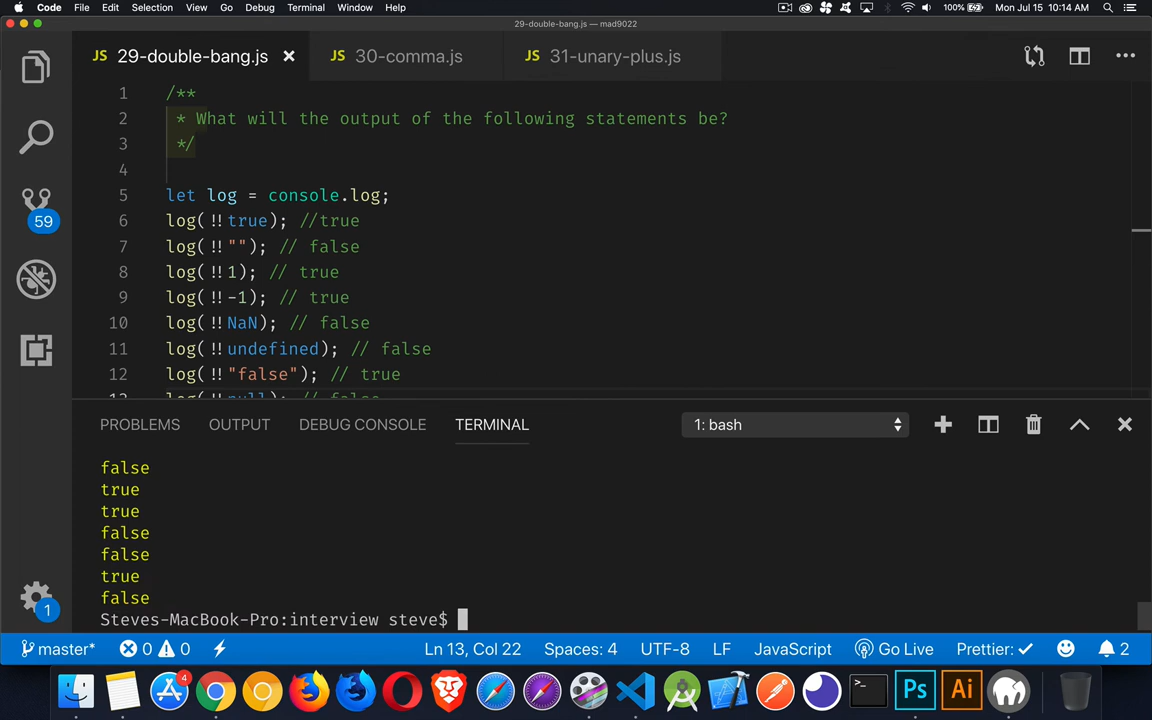 Code File Edit Selection View Go Debug Terminal Window Help 100% Mon Jul 15 10:14 AM
29-double-bang.js — mad9022
JS 29-double-bang.js × JS 30-comma.js JS 31-unary-plus.js
1 /**
2 * What will the output of the following statements be?
3 */
4
5 let log = console.log;
6 log(!!true); //true
7 log(!!""); // false
8 log(!!1); // true
9 log(!!-1); // true
10 log(!!NaN); // false
11 log(!!undefined); // false
12 log(!!"false"); // true
13 log(!!null); // false
59
PROBLEMS OUTPUT DEBUG CONSOLE TERMINAL 1: bash
false
true
true
false
false
true
false
Steves-MacBook-Pro:interview steve$
1
master* 0 0 Ln 13, Col 22 Spaces: 4 UTF-8 LF JavaScript Go Live Prettier: ✓ 2
4 >_ Ps Ai